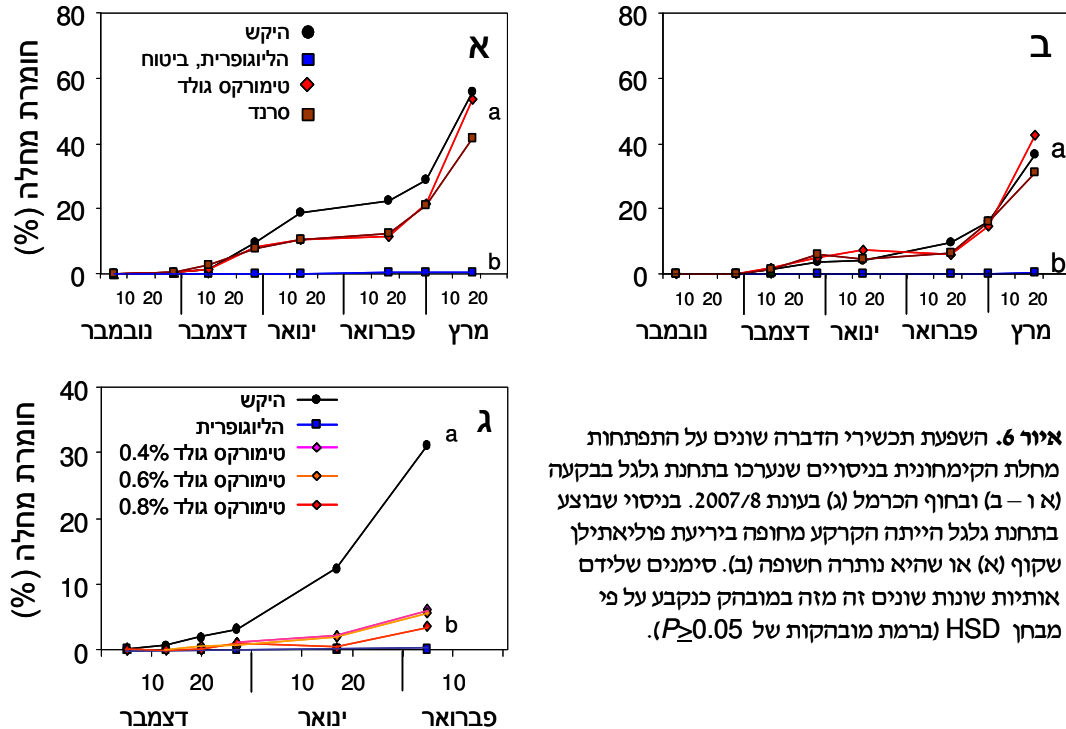 חומרת מחלה (%)
80
60
40
20
0
א
היקש
הליוגופרית, ביטוח
טימורקס גולד
סרנד
a
b
10 20 10 20 10 20 10 20 10 20
נובמבר דצמבר ינואר פברואר מרץ
80
60
40
20
0
ב
a
b
10 20 10 20 10 20 10 20 10 20
נובמבר דצמבר ינואר פברואר מרץ
חומרת מחלה (%)
40
30
20
10
0
ג
היקש
הליוגופרית
טימורקס גולד 0.4%
טימורקס גולד 0.6%
טימורקס גולד 0.8%
a
b
10 20 10 20 10
דצמבר ינואר פברואר
איור 6. השפעת תכשירי הדברה שונים על התפתחות
מחלת הקימחונית בניסויים שנערכו בתחנת גלגל בבקעה
(א ו – ב) ובחוף הכרמל (ג) בעונת 2007/8. בניסוי שבוצע
בתחנת גלגל הייתה הקרקע מחופה ביריעת פוליאתילן
שקוף (א) או שהיא נותרה חשופה (ב). סימנים שלידם
אותיות שונות שונים זה מזה במובהק כנקבע על פי
מבחן HSD (ברמת מובהקות של P≥0.05).